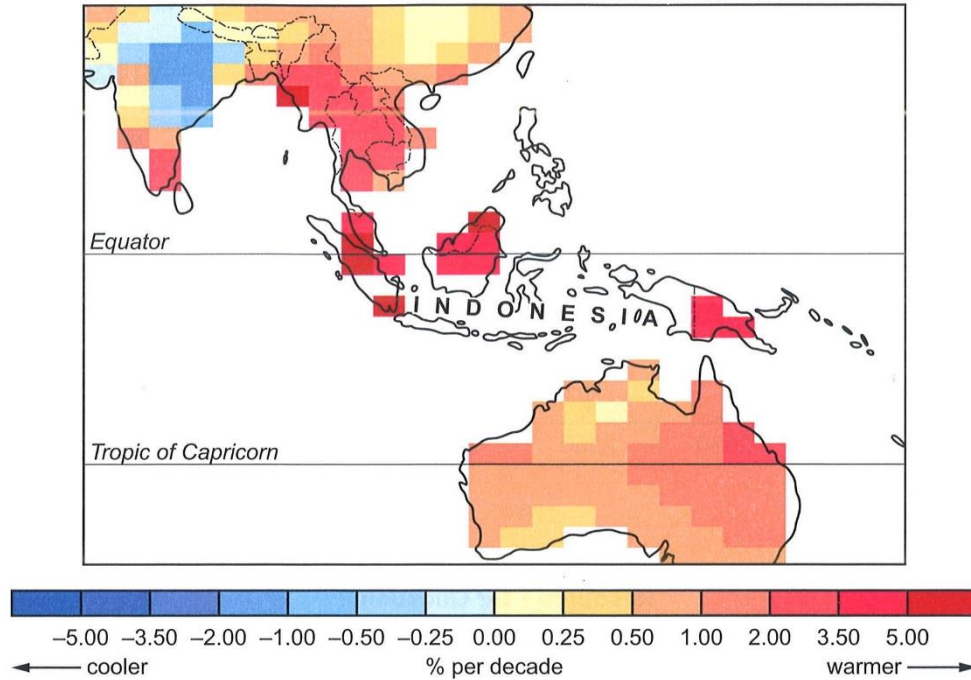 Equator
INDONESIA
Tropic of Capricorn
–5.00 –3.50 –2.00 –1.00 –0.50 –0.25 0.00 0.25 0.50 1.00 2.00 3.50 5.00
cooler % per decade warmer